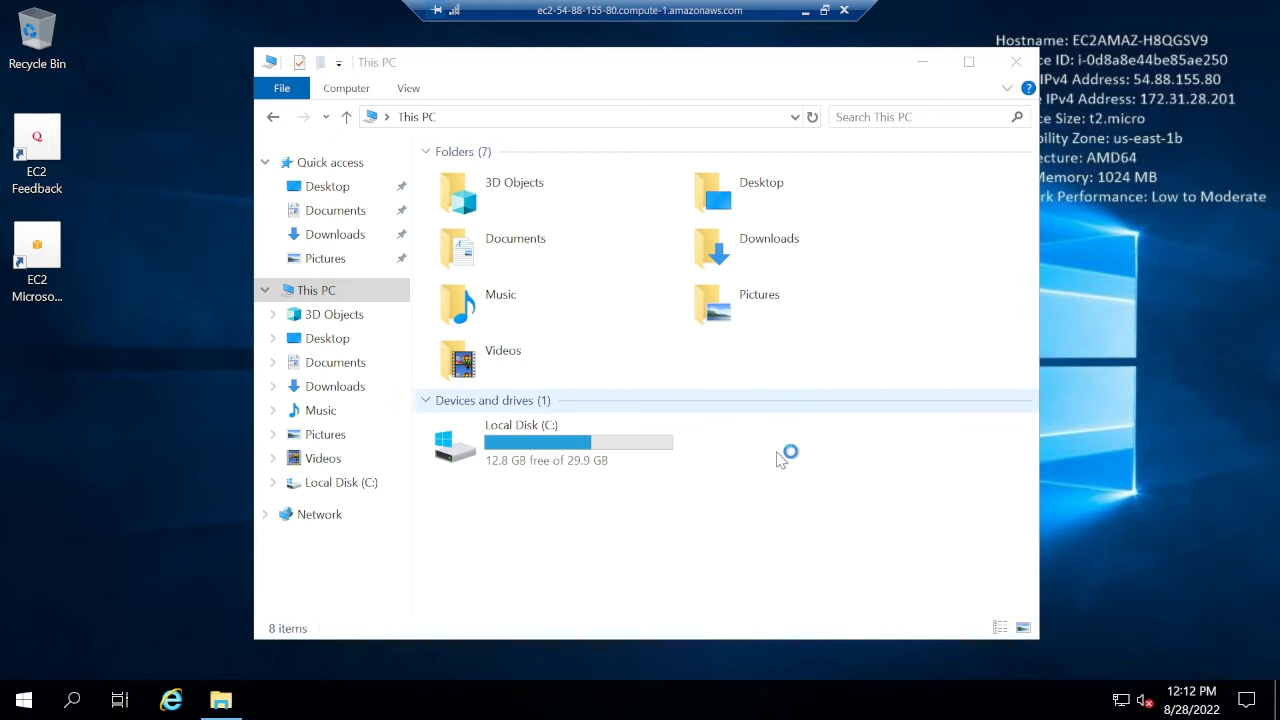 ec2-54-88-155-80.compute-1.amazonaws.com
Recycle Bin
EC2
Feedback
EC2
Microso...
Hostname: EC2AMAZ-H8QGSV9
ce ID: i-0d8a8e44be85ae250
IPv4 Address: 54.88.155.80
e IPv4 Address: 172.31.28.201
ce Size: t2.micro
bility Zone: us-east-1b
ecture: AMD64
Memory: 1024 MB
rk Performance: Low to Moderate
This PC
File
Computer
View
This PC
Search This PC
Quick access
Desktop
Documents
Downloads
Pictures
This PC
3D Objects
Desktop
Documents
Downloads
Music
Pictures
Videos
Local Disk (C:)
Network
Folders (7)
3D Objects
Desktop
Documents
Downloads
Music
Pictures
Videos
Devices and drives (1)
Local Disk (C:)
12.8 GB free of 29.9 GB
8 items
12:12 PM
8/28/2022